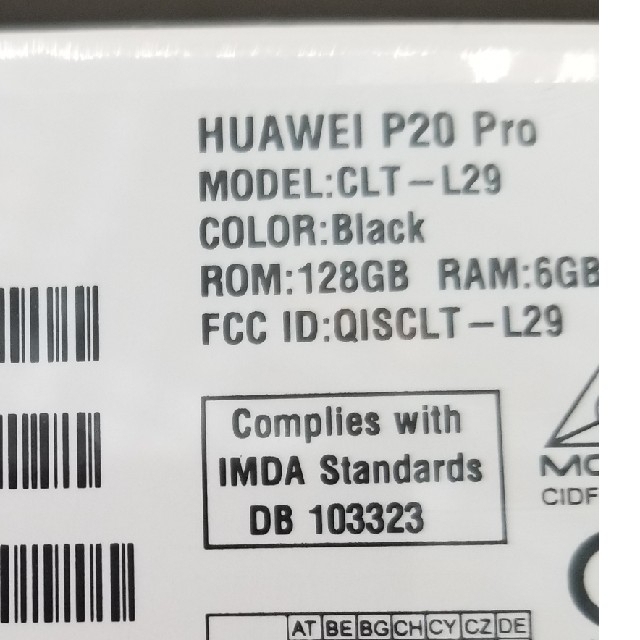 HUAWEI P20 Pro
MODEL:CLT-L29
COLOR:Black
ROM:128GB RAM:6GB
FCC ID:QISCLT-L29
Complies with
IMDA Standards
DB 103323
AT BE BG CH CY CZ DE